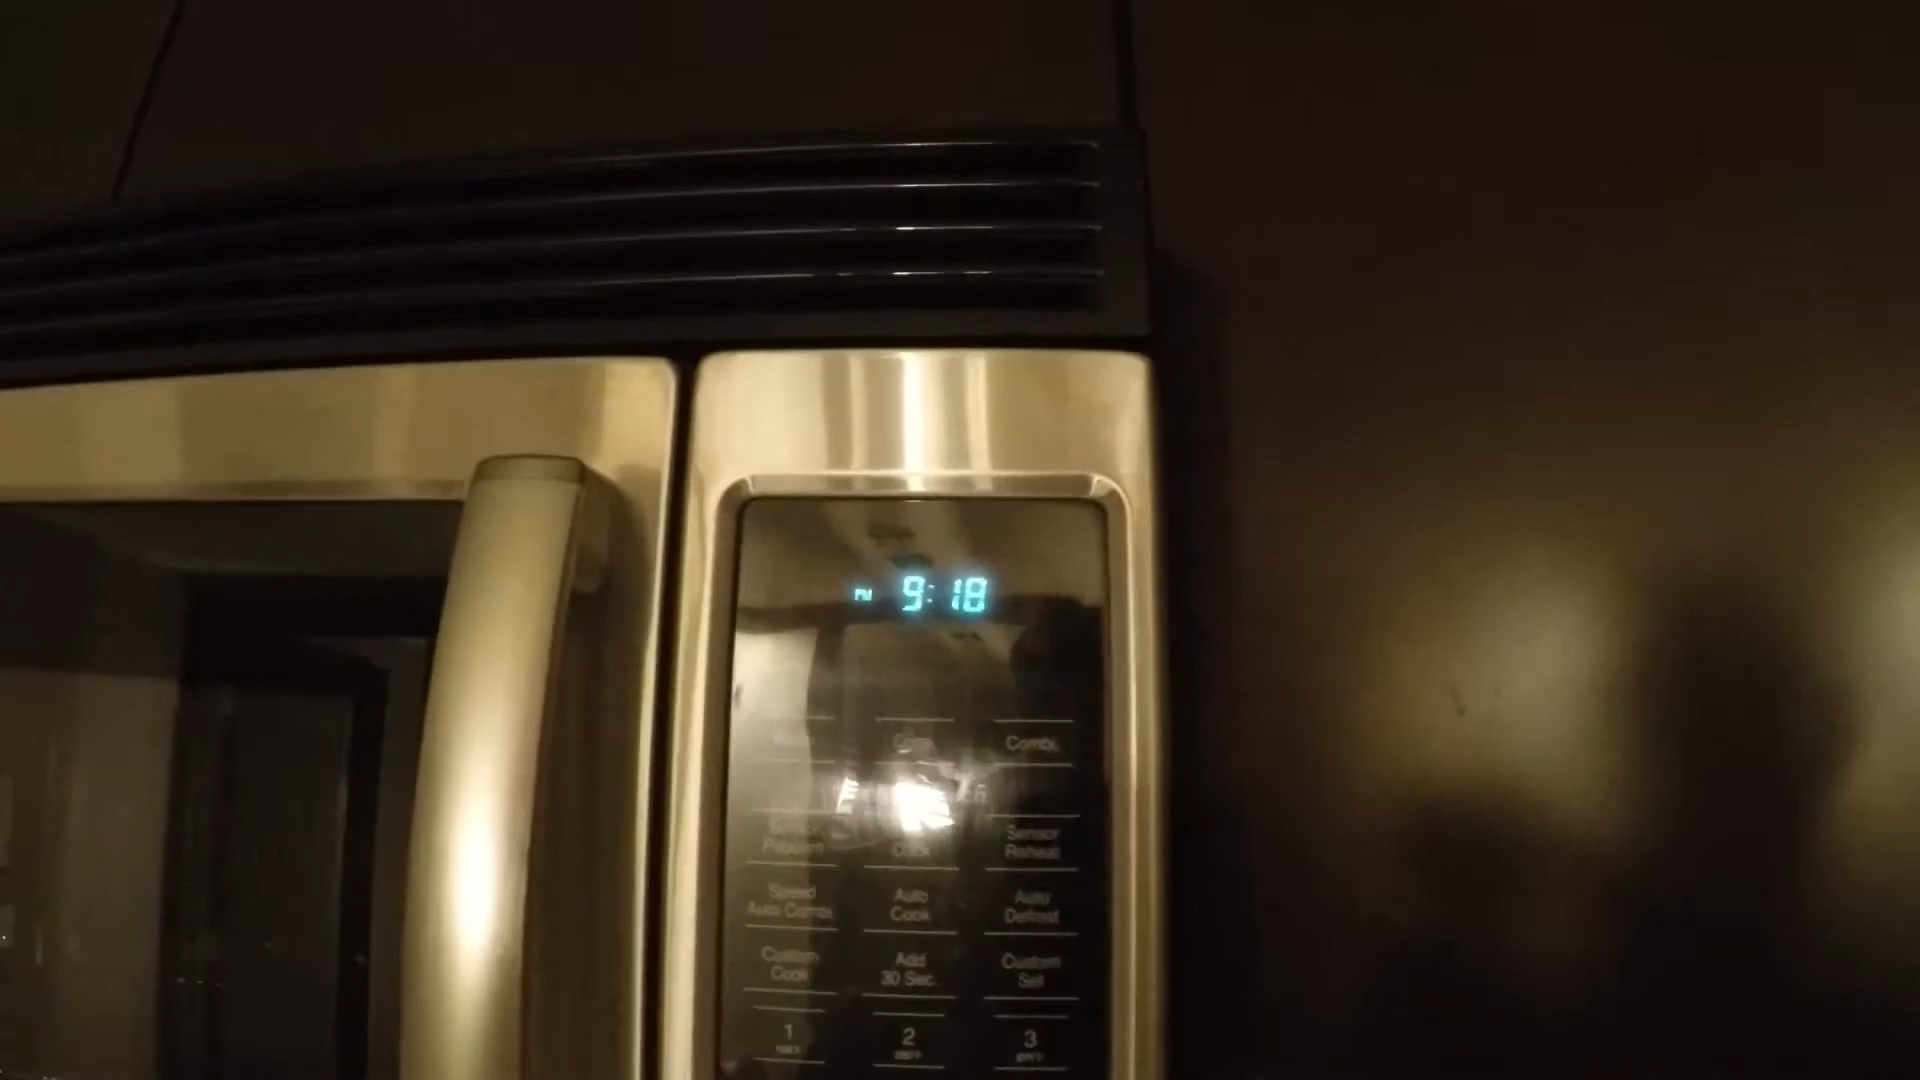 PM 9:18
Combi.
Sensor
Popcorn
Cook
Sensor
Reheat
Speed
Auto Combi.
Auto
Cook
Auto
Defrost
Custom
Cook
Add
30 Sec.
Custom
Set
1
2
3